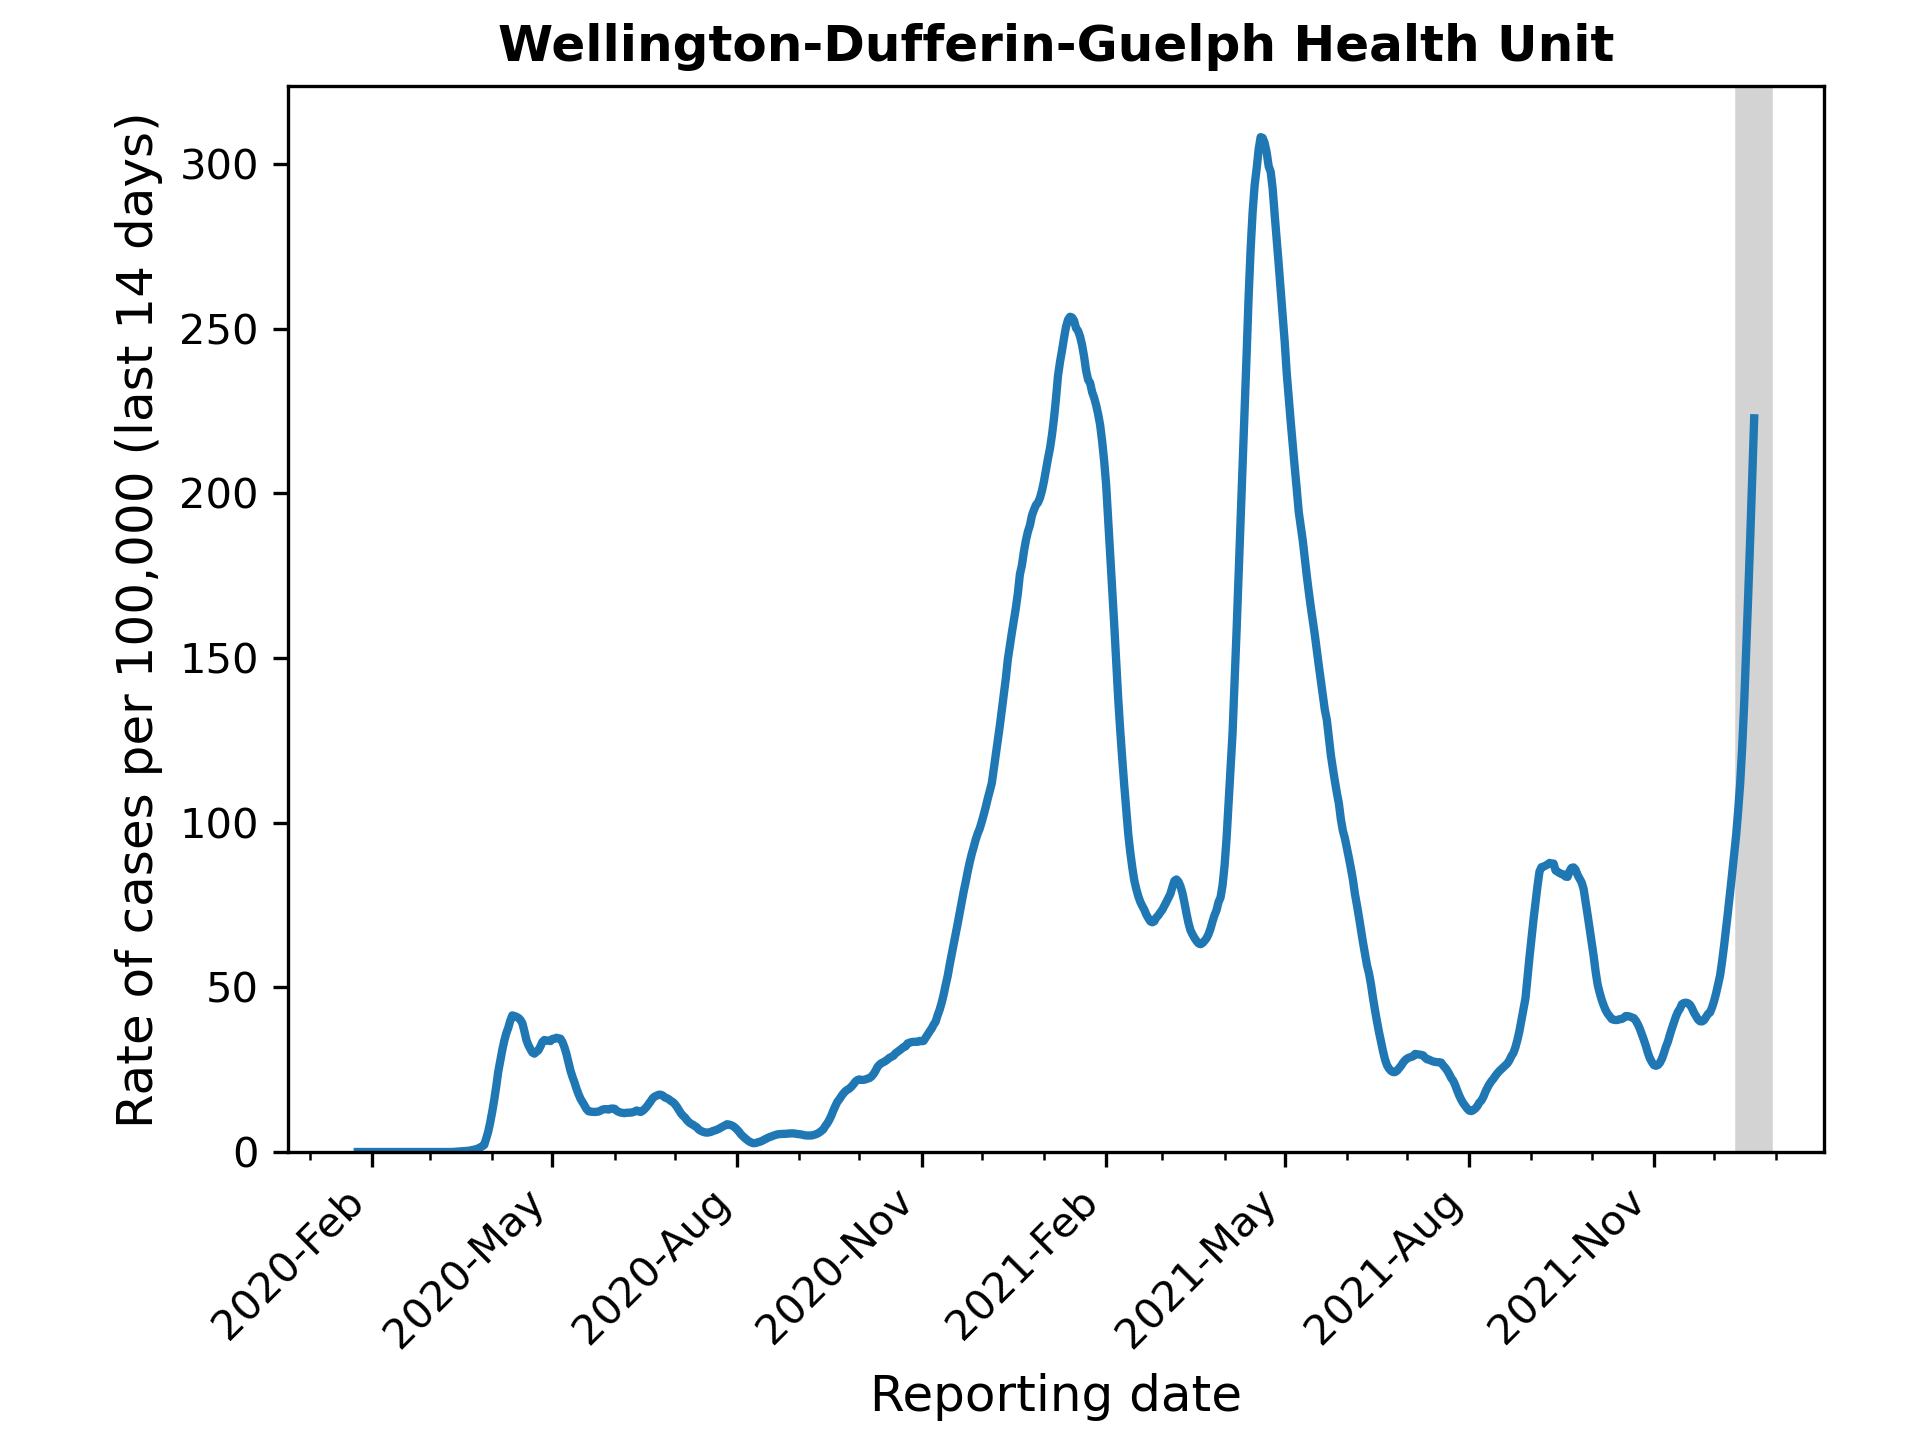 Wellington-Dufferin-Guelph Health Unit
Rate of cases per 100,000 (last 14 days)
300
250
200
150
100
50
0
2020-Feb
2020-May
2020-Aug
2020-Nov
2021-Feb
2021-May
2021-Aug
2021-Nov
Reporting date